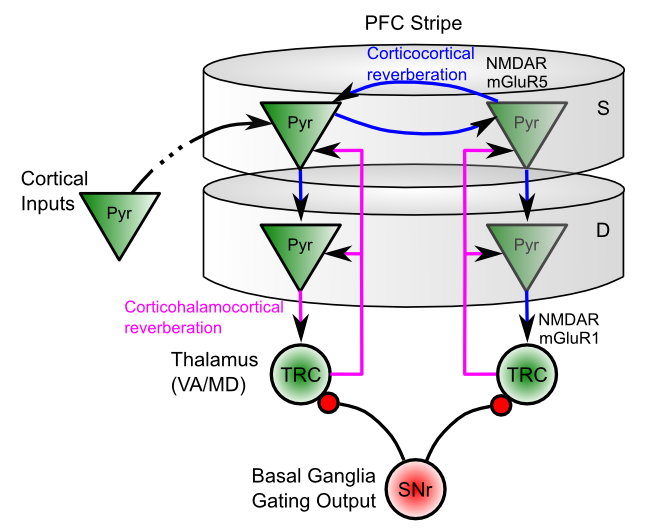 PFC Stripe
Corticocortical
reverberation
NMDAR
mGluR5
Pyr
Pyr
S
Cortical
Inputs
Pyr
Pyr
Pyr
D
Corticohalamocortical
reverberation
NMDAR
mGluR1
Thalamus
(VA/MD)
TRC
TRC
Basal Ganglia
Gating Output
SNr